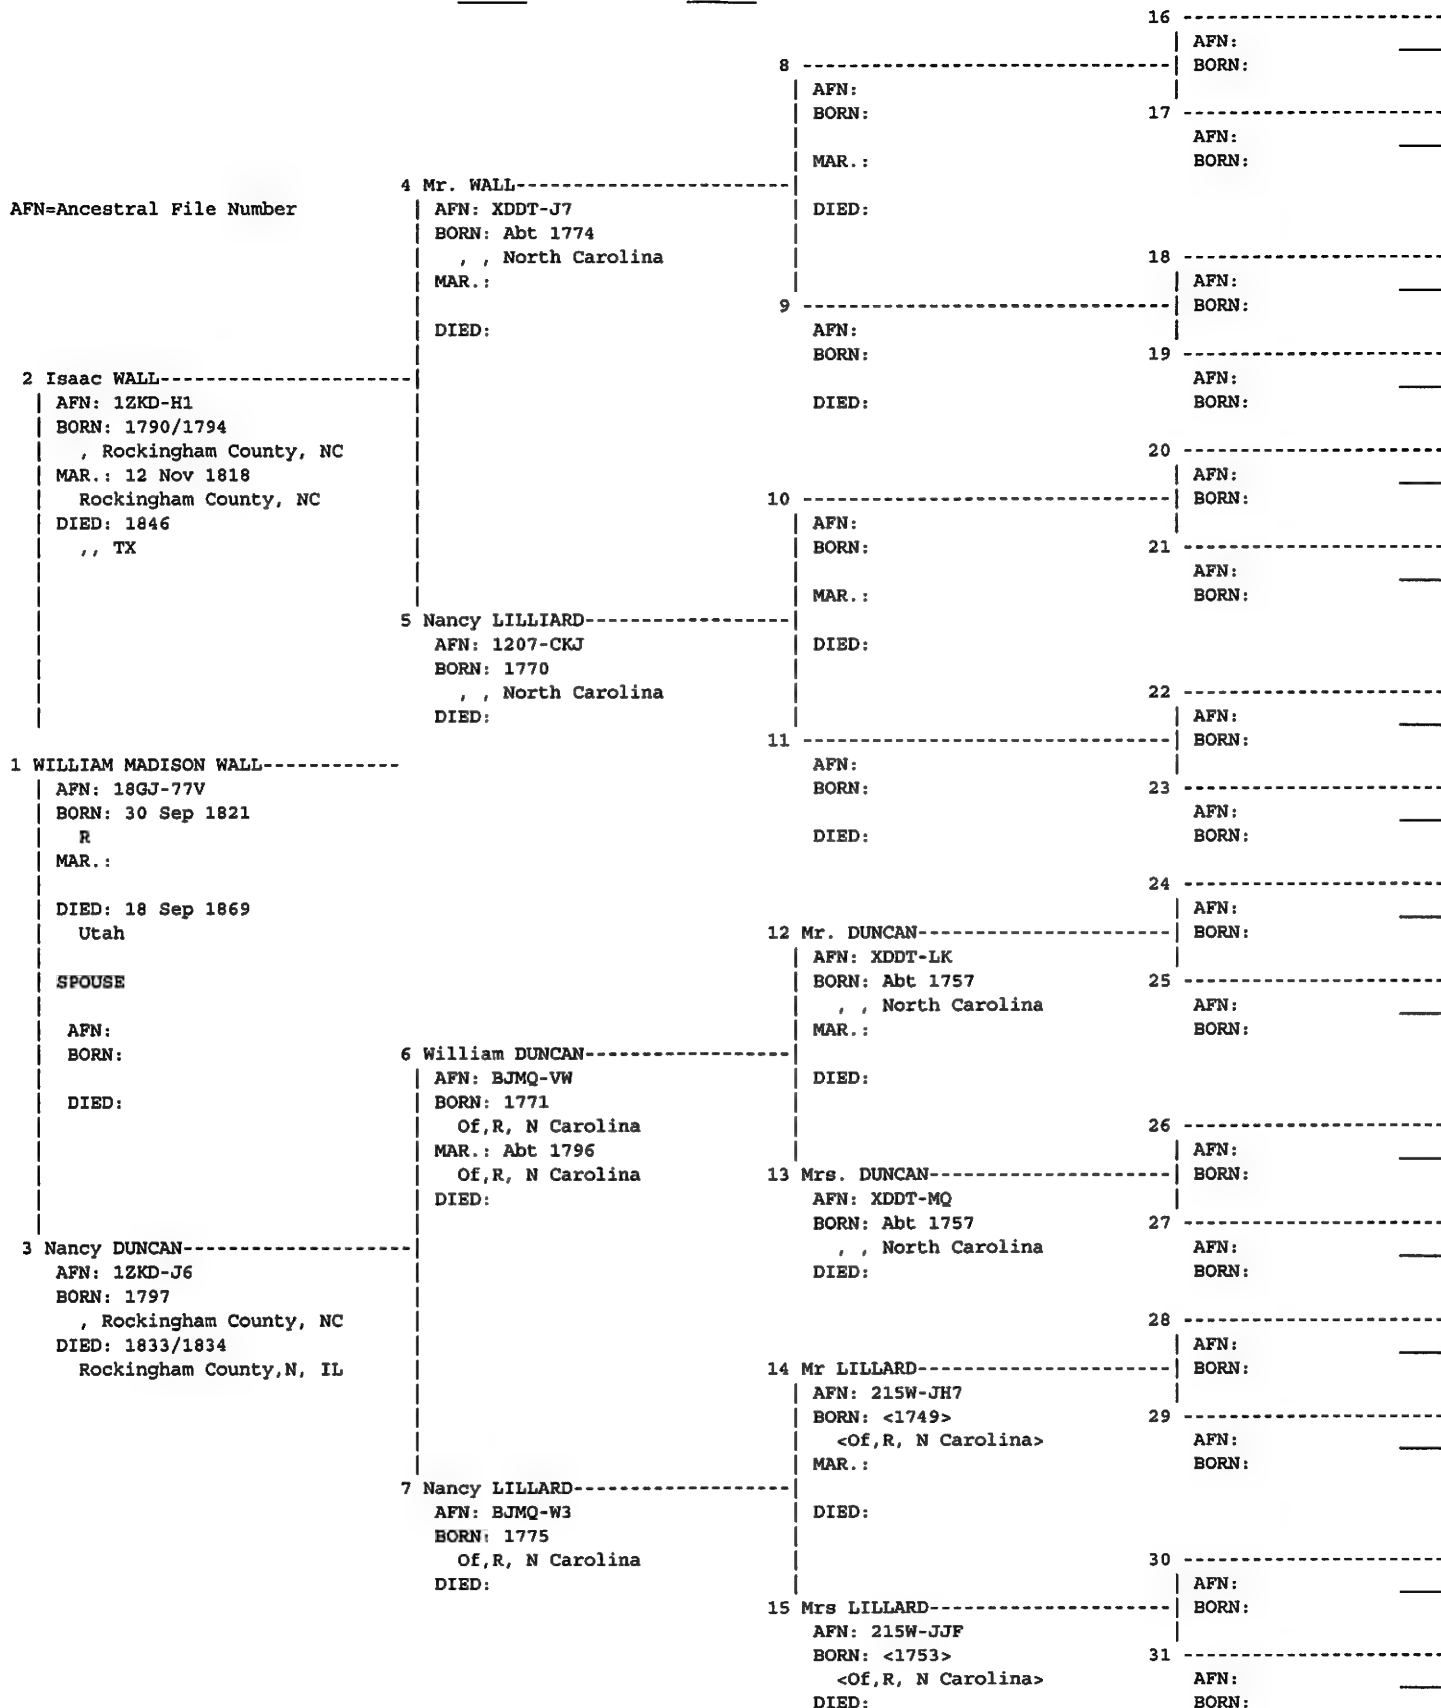 16
AFN:
8
BORN:
AFN:
BORN:
17
AFN:
MAR.:
BORN:
4 Mr. WALL
AFN=Ancestral File Number
AFN: XDDT-J7
DIED:
BORN: Abt 1774
, , North Carolina
18
MAR.:
AFN:
9
BORN:
DIED:
AFN:
BORN:
19
2 Isaac WALL
AFN:
AFN: 1ZKD-H1
DIED:
BORN:
BORN: 1790/1794
, Rockingham County, NC
20
MAR.: 12 Nov 1818
AFN:
Rockingham County, NC
10
BORN:
DIED: 1846
AFN:
,, TX
BORN:
21
AFN:
MAR.:
BORN:
5 Nancy LILLIARD
AFN: 1207-CKJ
DIED:
BORN: 1770
, , North Carolina
22
DIED:
AFN:
11
BORN:
1 WILLIAM MADISON WALL
AFN:
AFN: 18GJ-77V
BORN:
23
BORN: 30 Sep 1821
AFN:
R
DIED:
BORN:
MAR.:
24
DIED: 18 Sep 1869
AFN:
Utah
12 Mr. DUNCAN
BORN:
AFN: XDDT-LK
SPOUSE
BORN: Abt 1757
25
, , North Carolina
AFN:
AFN:
MAR.:
BORN:
BORN:
6 William DUNCAN
AFN: BJMQ-VW
DIED:
DIED:
BORN: 1771
Of,R, N Carolina
26
MAR.: Abt 1796
AFN:
Of,R, N Carolina
13 Mrs. DUNCAN
BORN:
DIED:
AFN: XDDT-MQ
BORN: Abt 1757
27
3 Nancy DUNCAN
, , North Carolina
AFN:
AFN: 1ZKD-J6
DIED:
BORN:
BORN: 1797
, Rockingham County, NC
28
DIED: 1833/1834
AFN:
Rockingham County,N, IL
14 Mr LILLARD
BORN:
AFN: 215W-JH7
BORN: <1749>
29
<Of,R, N Carolina>
AFN:
MAR.:
BORN:
7 Nancy LILLARD
AFN: BJMQ-W3
DIED:
BORN: 1775
Of,R, N Carolina
30
DIED:
AFN:
15 Mrs LILLARD
BORN:
AFN: 215W-JJF
BORN: <1753>
31
<Of,R, N Carolina>
AFN:
DIED:
BORN: